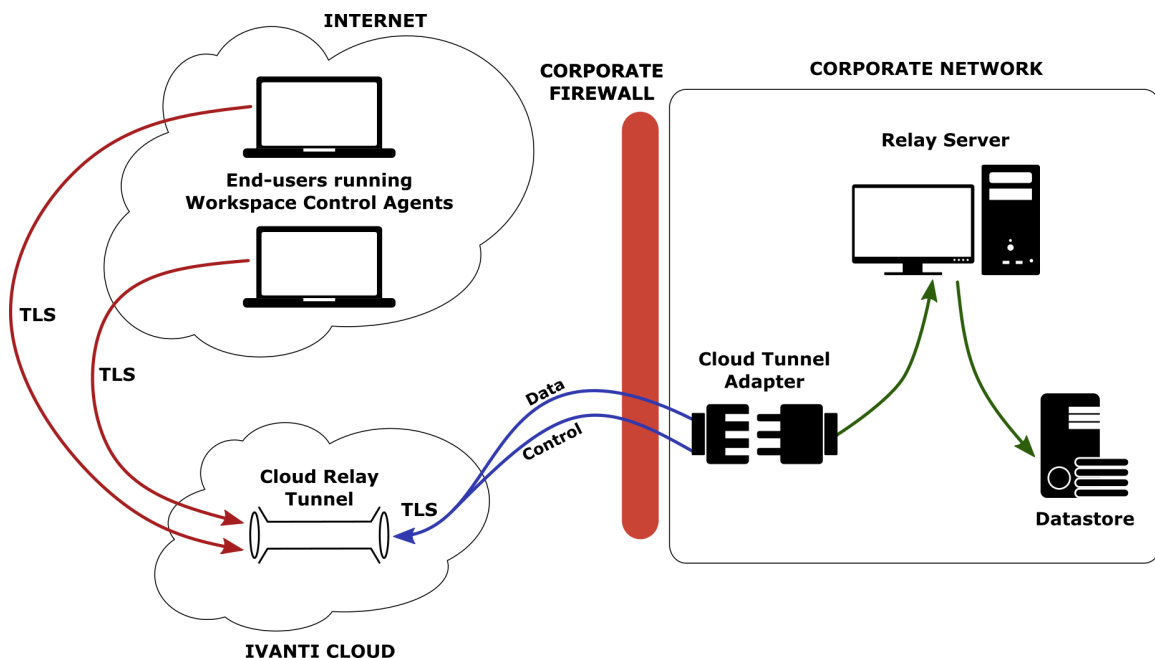 INTERNET
End-users running
Workspace Control Agents
TLS
TLS
Cloud Relay
Tunnel
TLS
IVANTI CLOUD
Data
Control
CORPORATE
FIREWALL
CORPORATE NETWORK
Relay Server
Cloud Tunnel
Adapter
Datastore